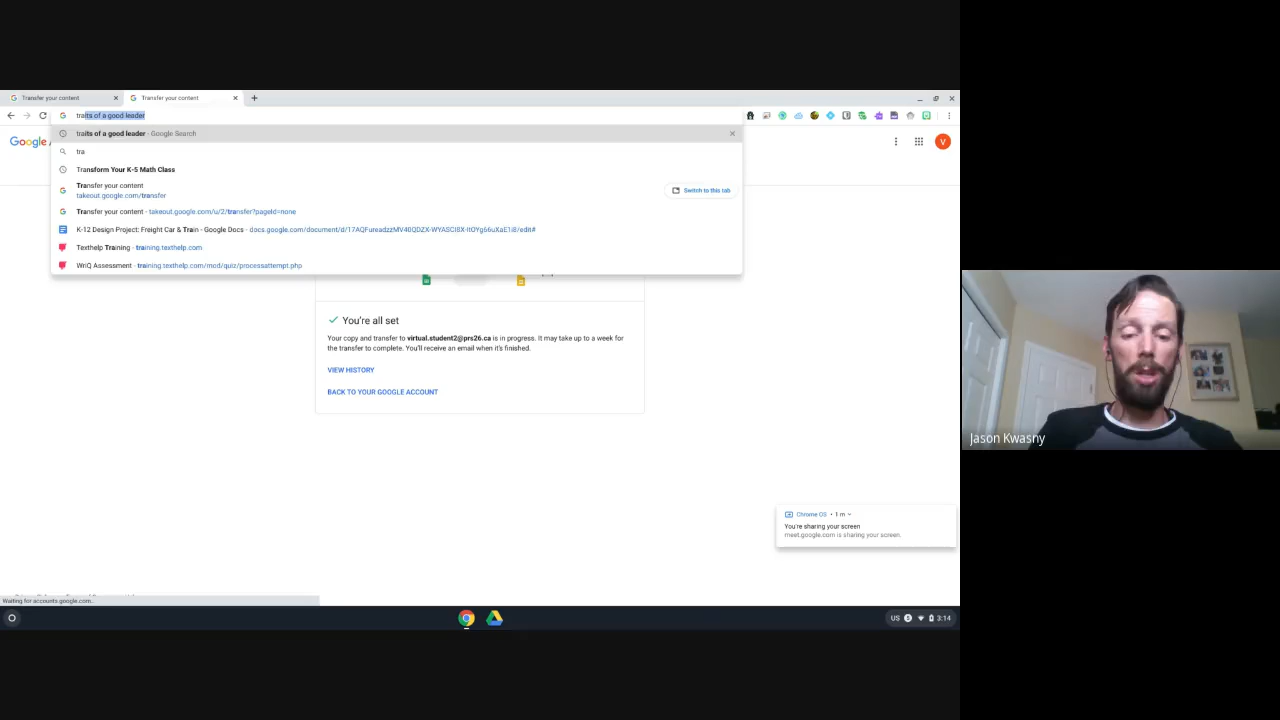 Transfer your content
Transfer your content
traits of a good leader
traits of a good leader - Google Search
tra
Transform Your K-5 Math Class
Transfer your content
takeout.google.com/transfer
Switch to this tab
Transfer your content - takeout.google.com/u/2/transfer?pageId=none
K-12 Design Project: Freight Car & Train - Google Docs -
Texthelp Training - training.texthelp.com
WriQ Assessment - training.texthelp.com/mod/quiz/processattempt.php
Google
V
You're all set
Your copy and transfer to virtual.student2@prs26.ca is in progress. It may take up to a week for
the transfer to complete. You'll receive an email when it's finished.
VIEW HISTORY
BACK TO YOUR GOOGLE ACCOUNT
Jason Kwasny
Chrome OS • 1 m
You're sharing your screen
meet.google.com is sharing your screen.
Waiting for accounts.google.com...
US 3:14